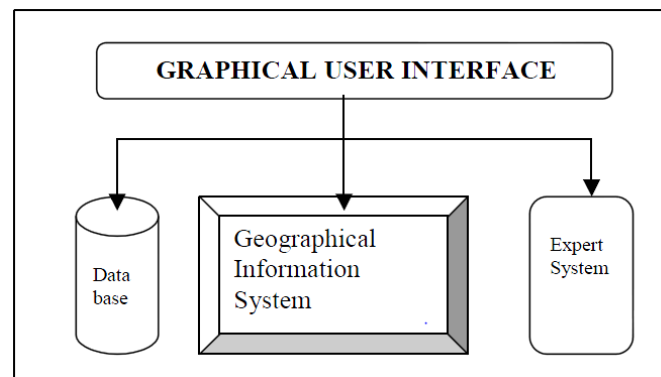 GRAPHICAL USER INTERFACE
Data
base
Geographical
Information
System
Expert
System